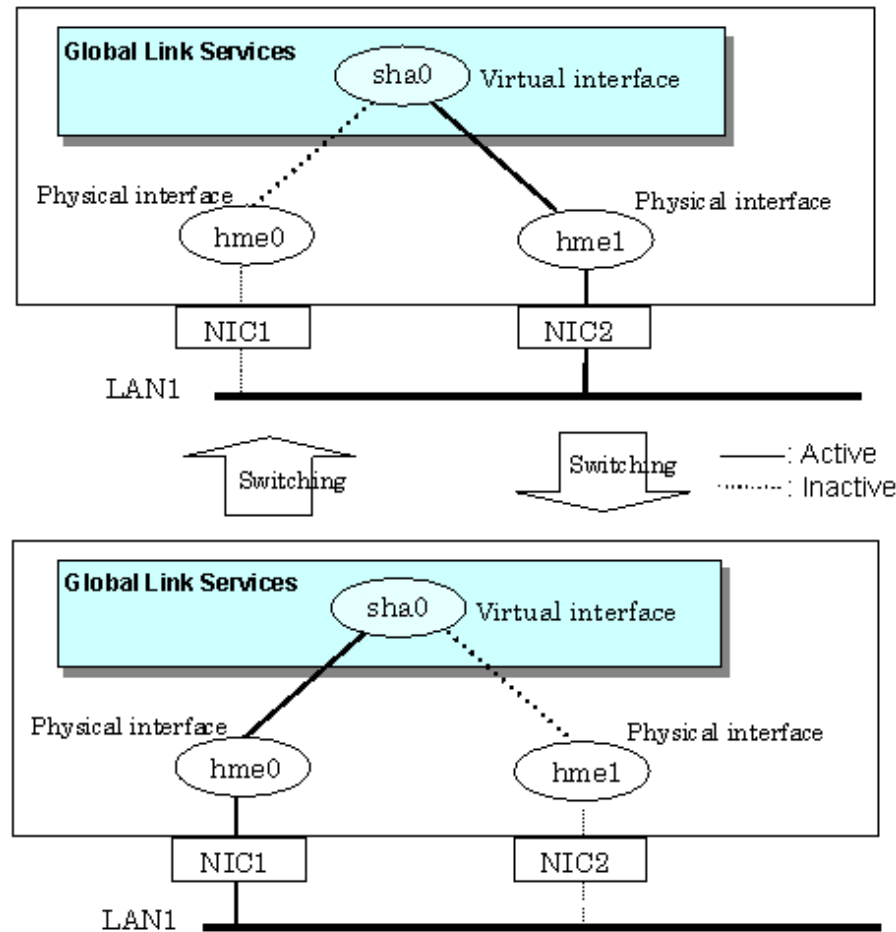 Global Link Services
sha0
Virtual interface
Physical interface
Physical interface
hme0
hme1
NIC1
NIC2
LAN1
Switching
Switching
: Active
: Inactive
Global Link Services
sha0
Virtual interface
Physical interface
Physical interface
hme0
hme1
NIC1
NIC2
LAN1